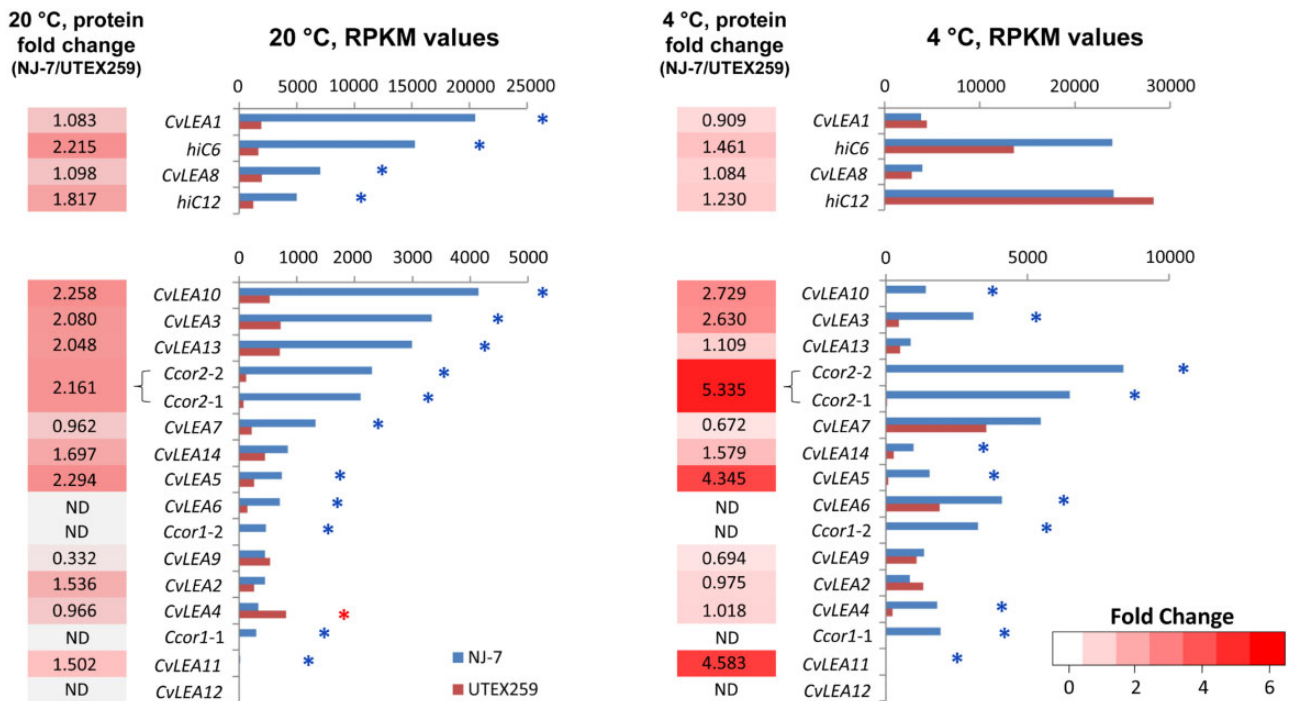 20 °C, protein
fold change
(NJ-7/UTEX259)
20 °C, RPKM values
0 5000 10000 15000 20000 25000
1.083 CvLEA1 *
2.215 hiC6 *
1.098 CvLEA8 *
1.817 hiC12 *
0 1000 2000 3000 4000 5000
2.258 CvLEA10 *
2.080 CvLEA3 *
2.048 CvLEA13 *
2.161
Ccor2-2 *
Ccor2-1 *
0.962 CvLEA7 *
1.697 CvLEA14
2.294 CvLEA5 *
ND CvLEA6 *
ND Ccor1-2 *
0.332 CvLEA9
1.536 CvLEA2
0.966 CvLEA4 *
ND Ccor1-1 *
1.502 CvLEA11 *
ND CvLEA12
NJ-7
UTEX259
4 °C, protein
fold change
(NJ-7/UTEX259)
4 °C, RPKM values
0 10000 20000 30000
0.909 CvLEA1
1.461 hiC6
1.084 CvLEA8
1.230 hiC12
0 5000 10000
2.729 CvLEA10 *
2.630 CvLEA3 *
1.109 CvLEA13
5.335
Ccor2-2 *
Ccor2-1 *
0.672 CvLEA7
1.579 CvLEA14 *
4.345 CvLEA5 *
ND CvLEA6 *
ND Ccor1-2 *
0.694 CvLEA9
0.975 CvLEA2
1.018 CvLEA4 *
ND Ccor1-1 *
4.583 CvLEA11 *
ND CvLEA12
Fold Change
0 2 4 6